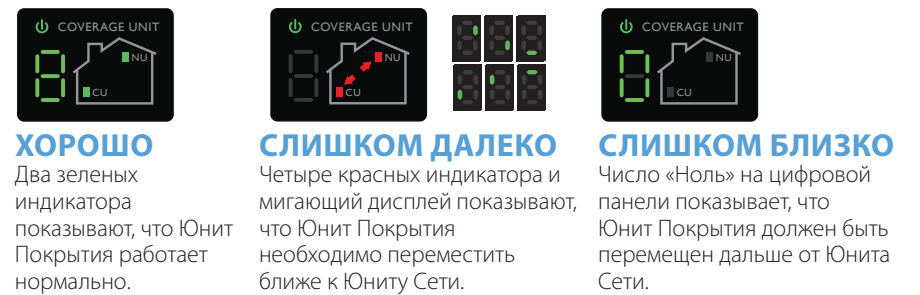 COVERAGE UNIT
8
NU
CU
ХОРОШО
Два зеленых
индикатора
показывают, что Юнит
Покрытия работает
нормально.
COVERAGE UNIT
NU
CU
СЛИШКОМ ДАЛЕКО
Четыре красных индикатора и
мигающий дисплей показывают,
что Юнит Покрытия
необходимо переместить
ближе к Юниту Сети.
COVERAGE UNIT
0
NU
CU
СЛИШКОМ БЛИЗКО
Число «Ноль» на цифровой
панели показывает, что
Юнит Покрытия должен быть
перемещен дальше от Юнита
Сети.